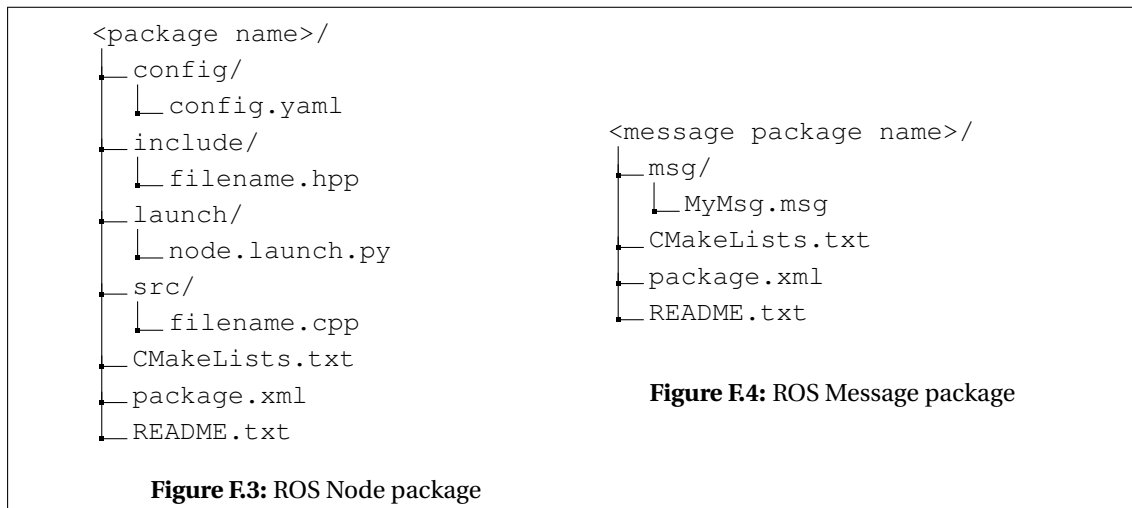 <package name>/
config/
config.yaml
include/
filename.hpp
launch/
node.launch.py
src/
filename.cpp
CMakeLists.txt
package.xml
README.txt
Figure F.3: ROS Node package
<message package name>/
msg/
MyMsg.msg
CMakeLists.txt
package.xml
README.txt
Figure F.4: ROS Message package